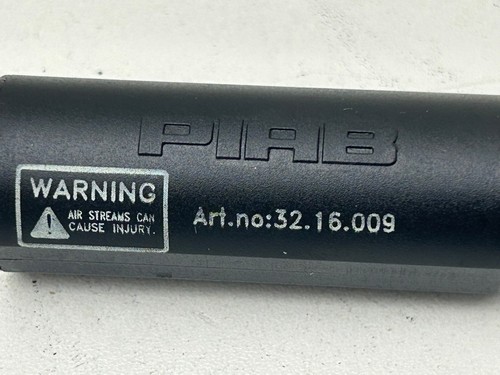 PIAB
WARNING
AIR STREAMS CAN
CAUSE INJURY.
Art.no:32.16.009